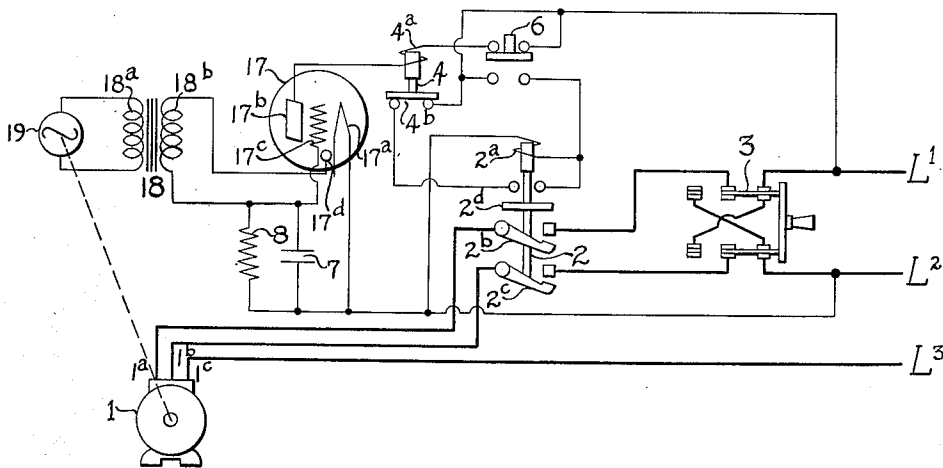 4ᵃ
6
17
18ᵃ
18ᵇ
4
17ᵇ
4ᵇ
19
3
17ᶜ
17ᵃ
2ᵃ
L¹
18
17ᵈ
2ᵈ
8
2ᵇ
2
7
L²
2ᶜ
1ᵃ
1ᵇ
1ᶜ
L³
1